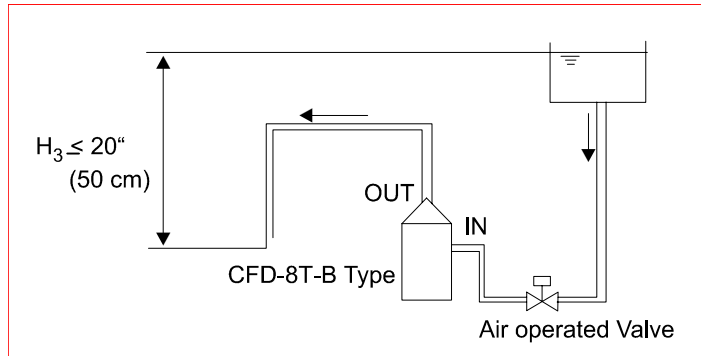 H₃ ≤ 20“
(50 cm)
OUT
IN
CFD-8T-B Type
Air operated Valve